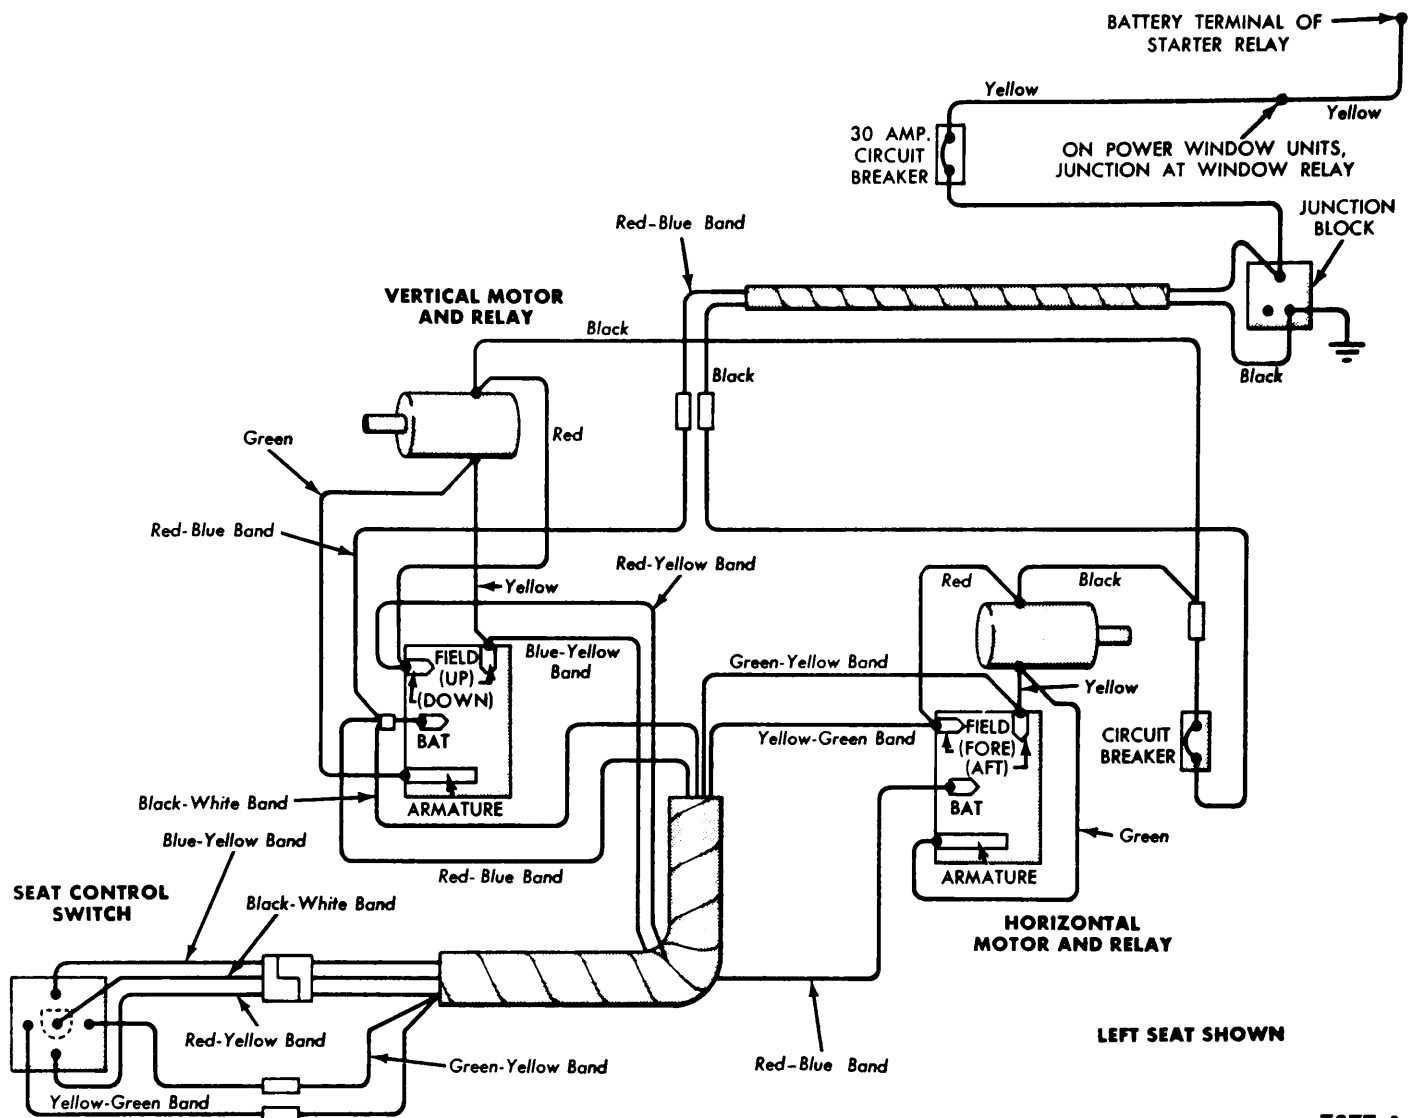 BATTERY TERMINAL OF
STARTER RELAY
Yellow
Yellow
30 AMP.
CIRCUIT
BREAKER
ON POWER WINDOW UNITS,
JUNCTION AT WINDOW RELAY
JUNCTION
BLOCK
Red-Blue Band
VERTICAL MOTOR
AND RELAY
Black
Black
Black
Green
Red
Red-Blue Band
Red-Yellow Band
Yellow
Red
Black
FIELD
(UP)
(DOWN)
BAT
ARMATURE
Blue-Yellow
Band
Green-Yellow Band
Yellow
Yellow-Green Band
FIELD
(FORE)
(AFT)
BAT
ARMATURE
CIRCUIT
BREAKER
Black-White Band
Green
Blue-Yellow Band
Red-Blue Band
SEAT CONTROL
SWITCH
Black-White Band
HORIZONTAL
MOTOR AND RELAY
Red-Yellow Band
Green-Yellow Band
Red-Blue Band
LEFT SEAT SHOWN
Yellow-Green Band